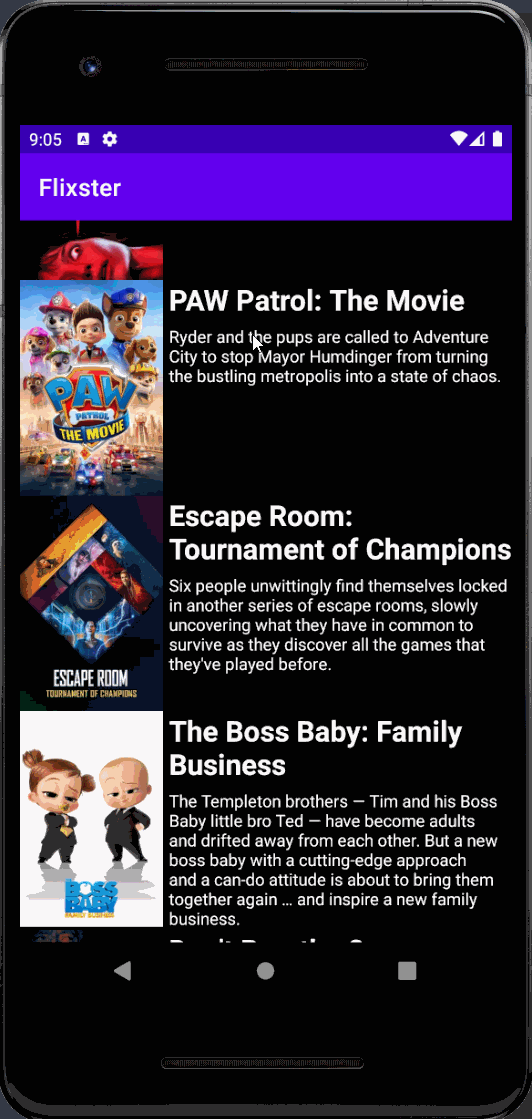 9:05
A
Flixster
PAW Patrol: The Movie
Ryder and the pups are called to Adventure
City to stop Mayor Humdinger from turning
the bustling metropolis into a state of chaos.
PAW
PATROL
THE MOVIE
Escape Room:
Tournament of Champions
Six people unwittingly find themselves locked
in another series of escape rooms, slowly
uncovering what they have in common to
survive as they discover all the games that
they've played before.
ESCAPE ROOM
TOURNAMENT OF CHAMPIONS
The Boss Baby: Family
Business
The Templeton brothers — Tim and his Boss
Baby little bro Ted — have become adults
and drifted away from each other. But a new
boss baby with a cutting-edge approach
and a can-do attitude is about to bring them
together again … and inspire a new family
business.
BOSS
BABY
FAMILY BUSINESS